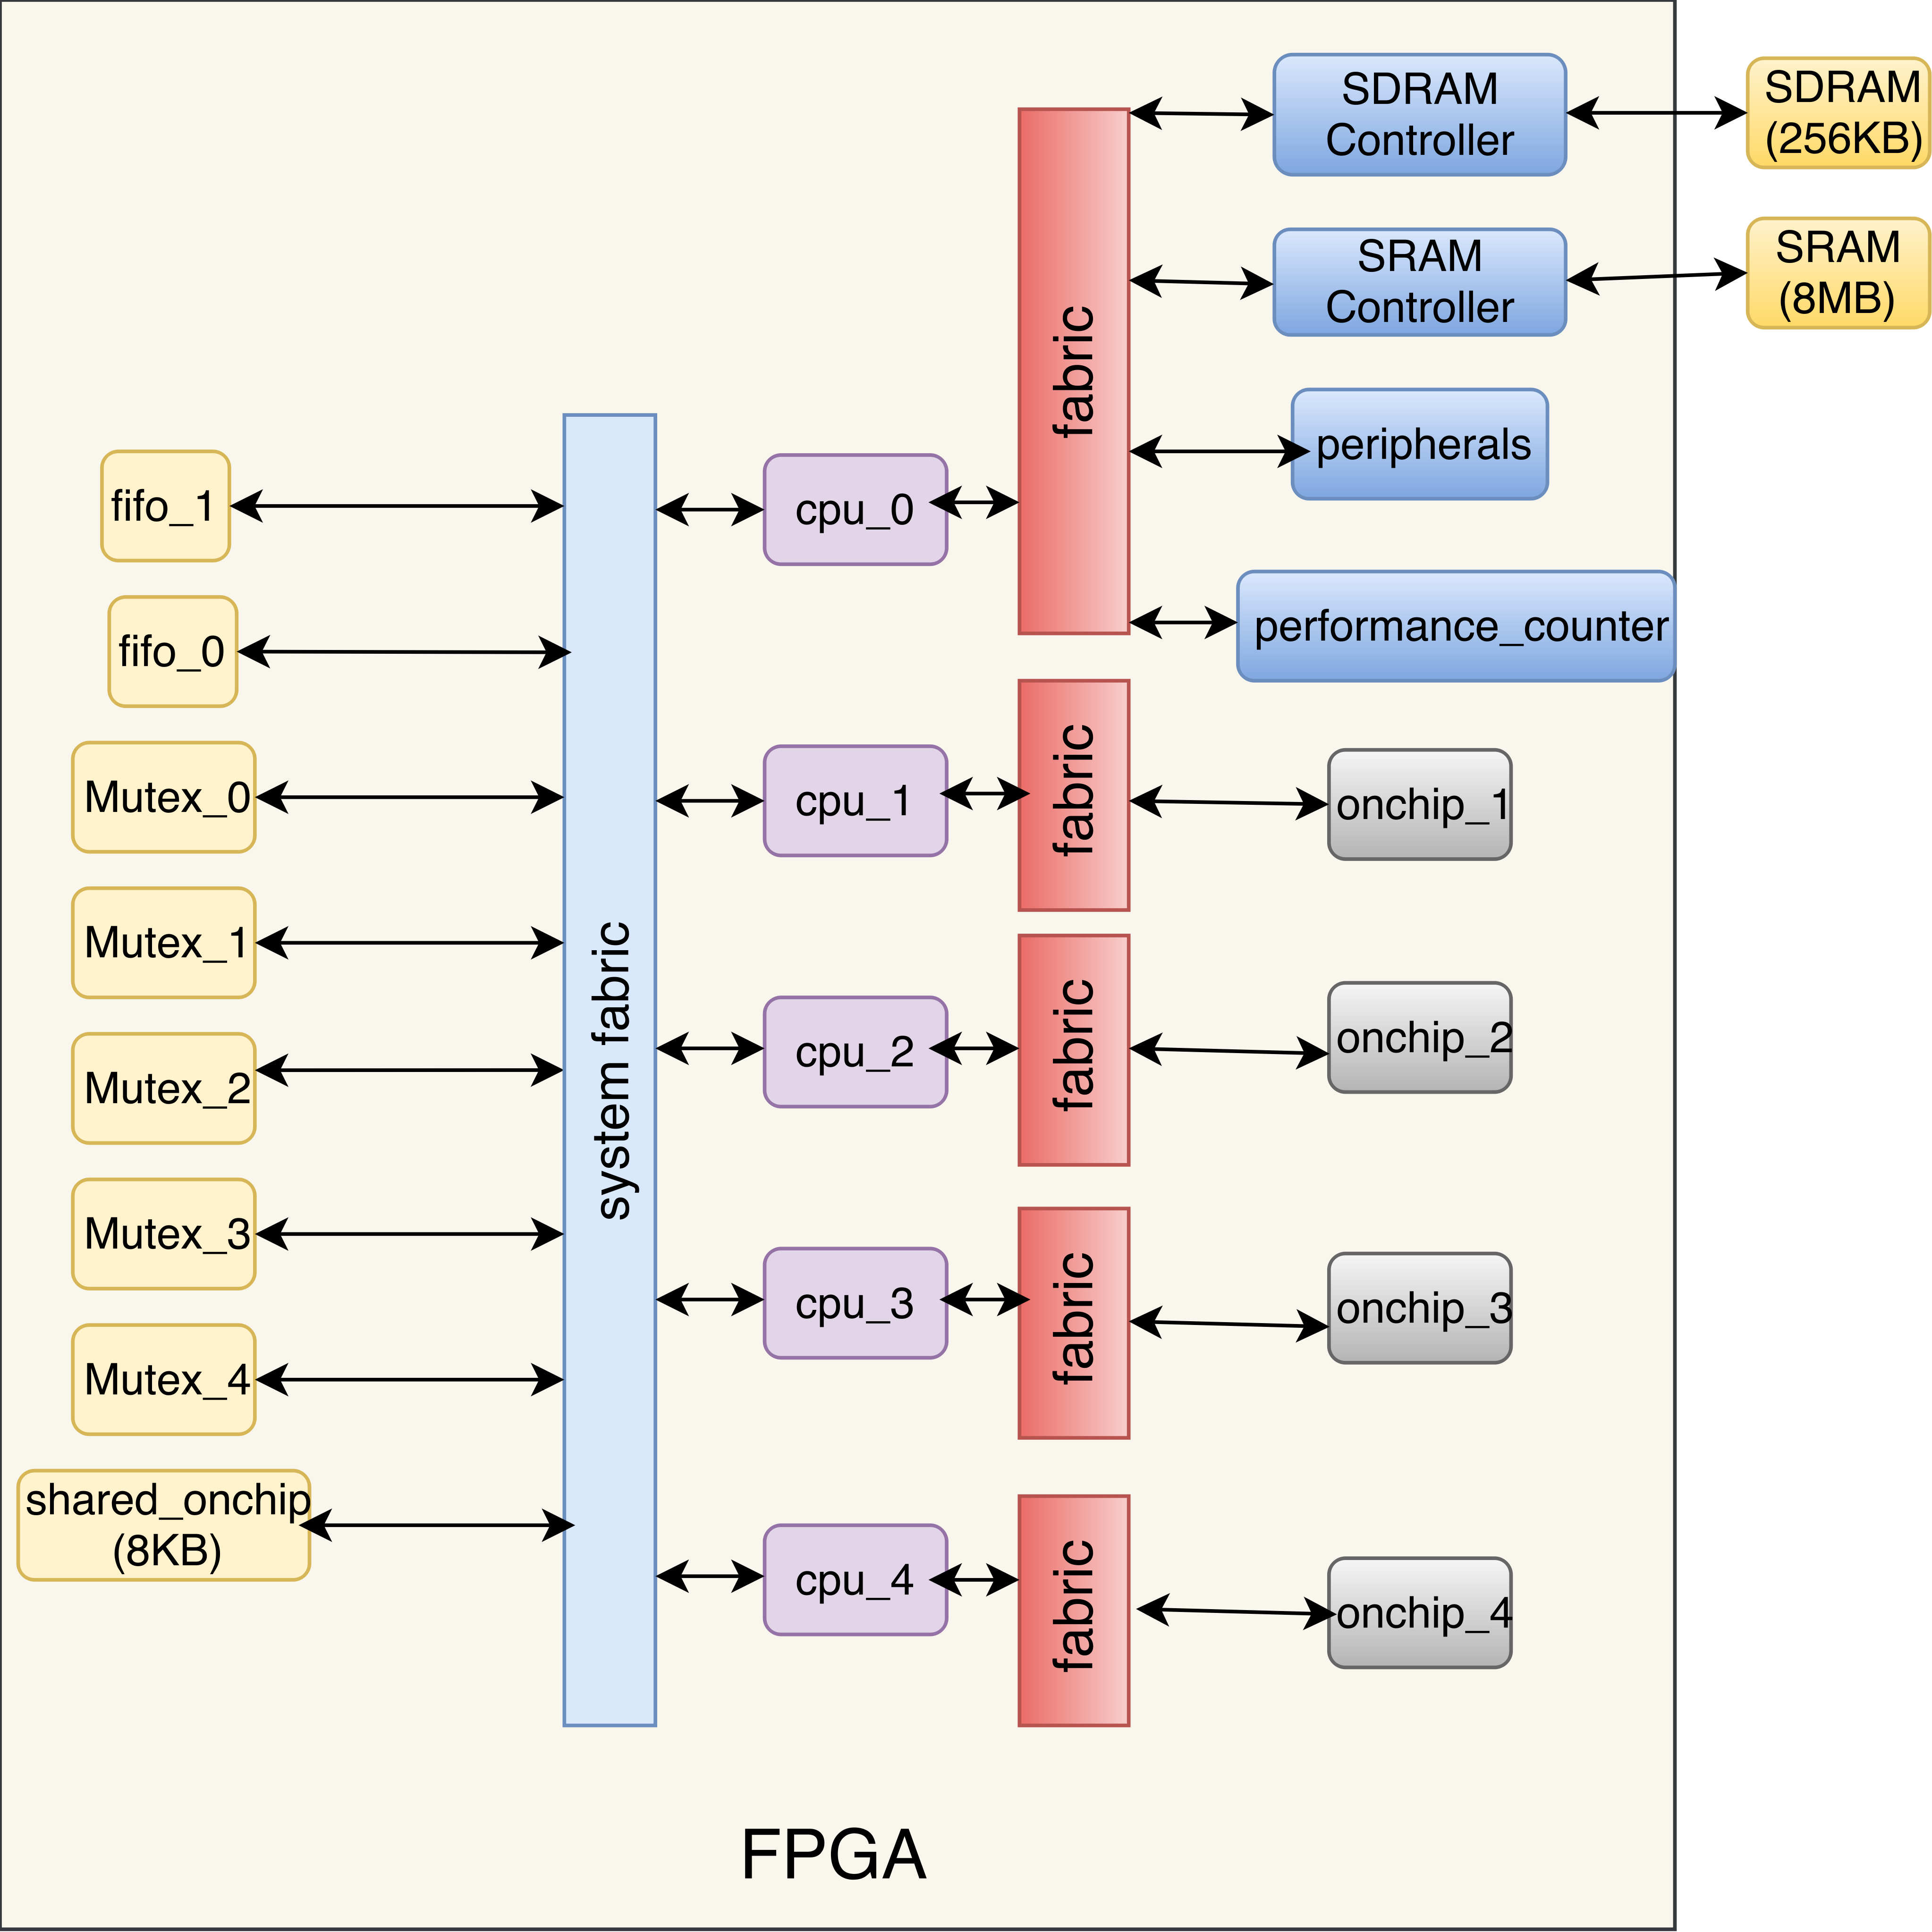 SDRAM
Controller
SDRAM
(256KB)
SRAM
Controller
SRAM
(8MB)
fabric
peripherals
fifo_1
cpu_0
fifo_0
performance_counter
Mutex_0
cpu_1
fabric
onchip_1
Mutex_1
system fabric
Mutex_2
cpu_2
fabric
onchip_2
Mutex_3
cpu_3
fabric
onchip_3
Mutex_4
shared_onchip
(8KB)
cpu_4
fabric
onchip_4
FPGA